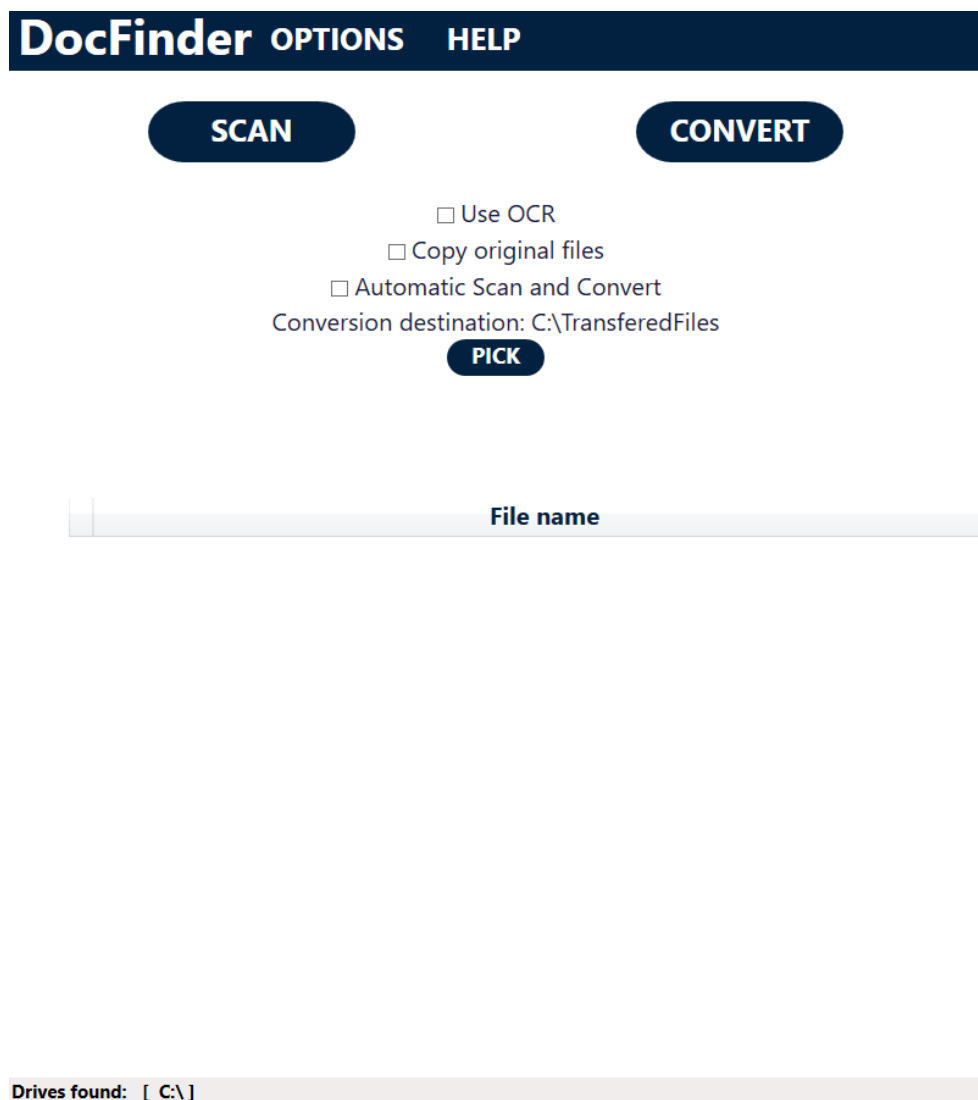 DocFinder OPTIONS HELP
SCAN CONVERT
Use OCR
Copy original files
Automatic Scan and Convert
Conversion destination: C:\TransferedFiles
PICK
File name
Drives found: [ C:\ ]